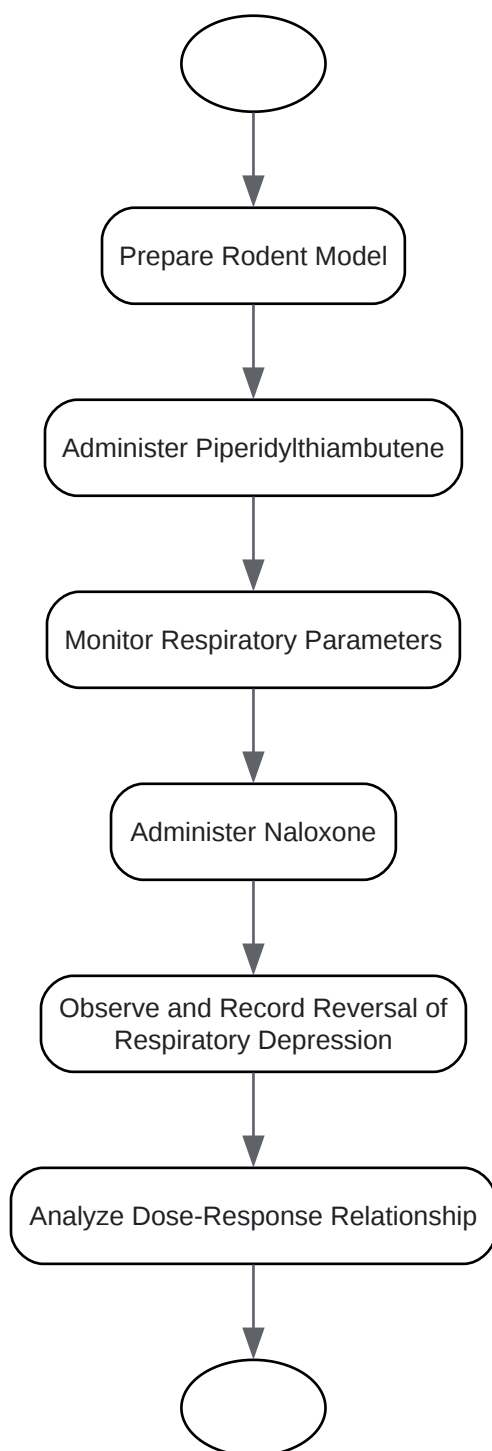 Prepare Rodent Model
Administer Piperidylthiambutene
Monitor Respiratory Parameters
Administer Naloxone
Observe and Record Reversal of
Respiratory Depression
Analyze Dose-Response Relationship